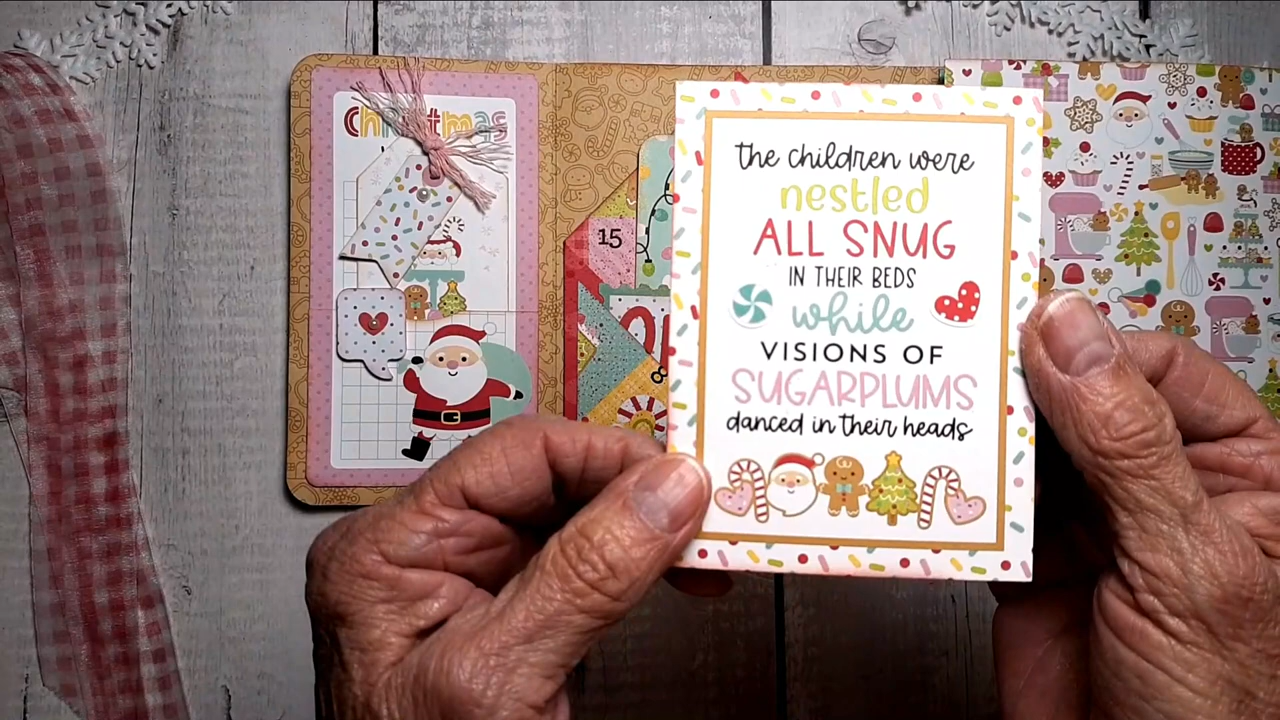 Christmas
15
8
the children were
nestled
ALL SNUG
IN THEIR BEDS
while
VISIONS OF
SUGARPLUMS
danced in their heads